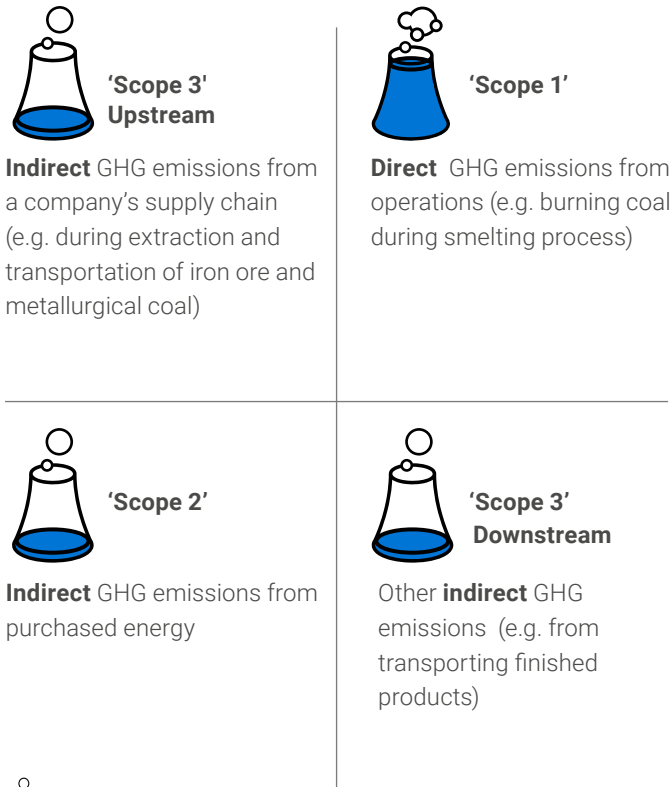 ‘Scope 3'
Upstream
Indirect GHG emissions from
a company’s supply chain
(e.g. during extraction and
transportation of iron ore and
metallurgical coal)
‘Scope 1’
Direct  GHG emissions from
operations (e.g. burning coal
during smelting process)
‘Scope 2’
Indirect GHG emissions from
purchased energy
‘Scope 3’
Downstream
Other indirect GHG
emissions  (e.g. from
transporting finished
products)